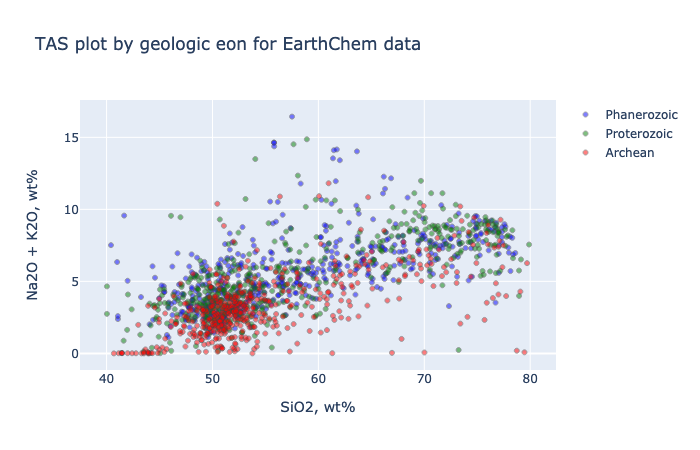 TAS plot by geologic eon for EarthChem data
Phanerozoic
Proterozoic
Archean
15
10
5
0
Na2O + K2O, wt%
40 50 60 70 80
SiO2, wt%